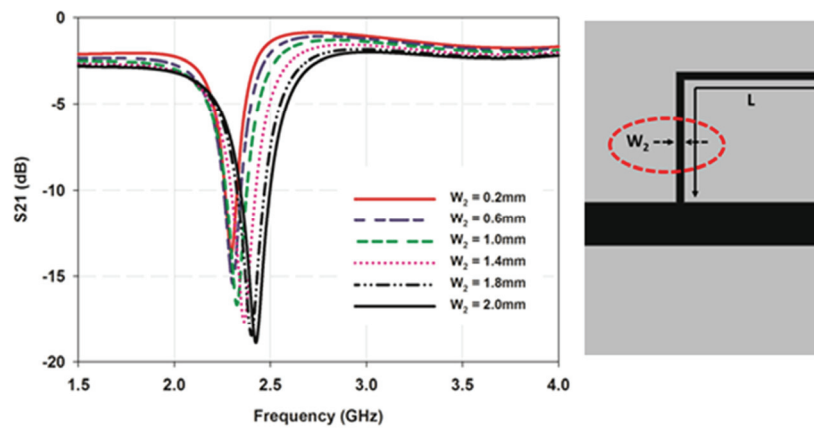 0
-5
-10
-15
-20
S21 (dB)
W₂ = 0.2mm
W₂ = 0.6mm
W₂ = 1.0mm
W₂ = 1.4mm
W₂ = 1.8mm
W₂ = 2.0mm
1.5 2.0 2.5 3.0 3.5 4.0
Frequency (GHz)
L
W₂